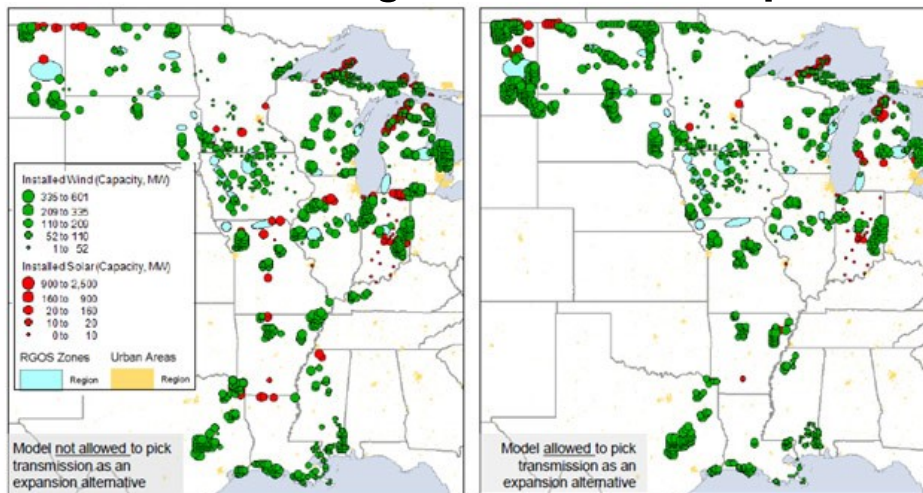 Installed Wind (Capacity, MW)
335 to 601
209 to 335
110 to 209
52 to 110
1 to 52
Installed Solar (Capacity, MW)
900 to 2,500
160 to 900
20 to 160
10 to 20
0 to 10
RGOS Zones Urban Areas
Region Region
Model not allowed to pick
transmission as an
expansion alternative
Model allowed to pick
transmission as an
expansion alternative